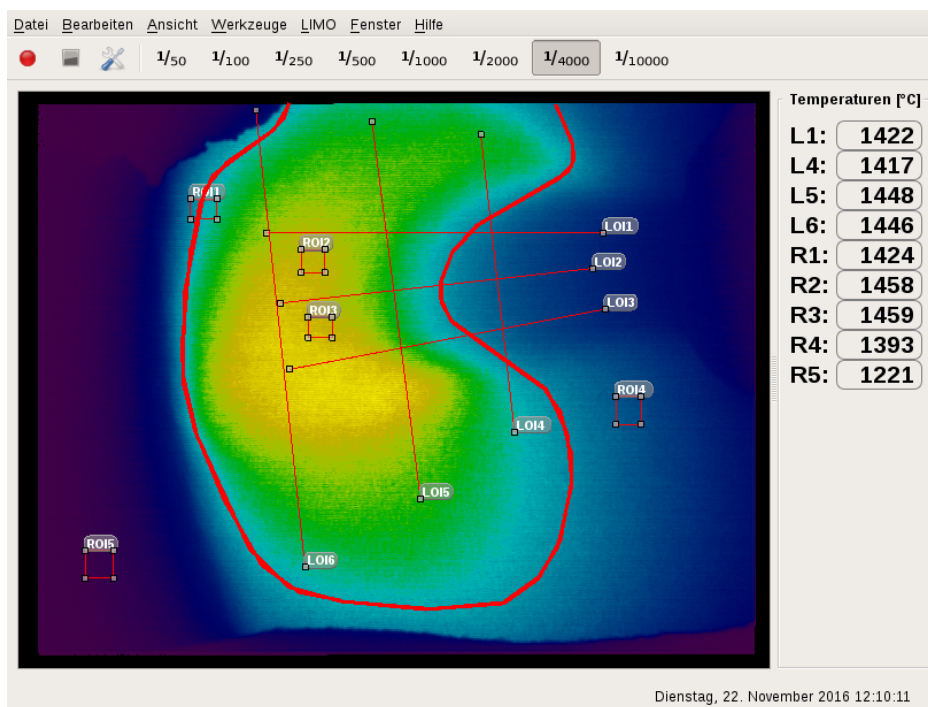 Datei Bearbeiten Ansicht Werkzeuge LIMO Fenster Hilfe
1/50 1/100 1/250 1/500 1/1000 1/2000 1/4000 1/10000
Temperaturen [°C]
L1: 1422
L4: 1417
L5: 1448
L6: 1446
R1: 1424
R2: 1458
R3: 1459
R4: 1393
R5: 1221
ROI1
LOI1
ROI2
LOI2
LOI3
ROI3
ROI4
LOI4
LOI5
ROI5
LOI6
Dienstag, 22. November 2016 12:10:11